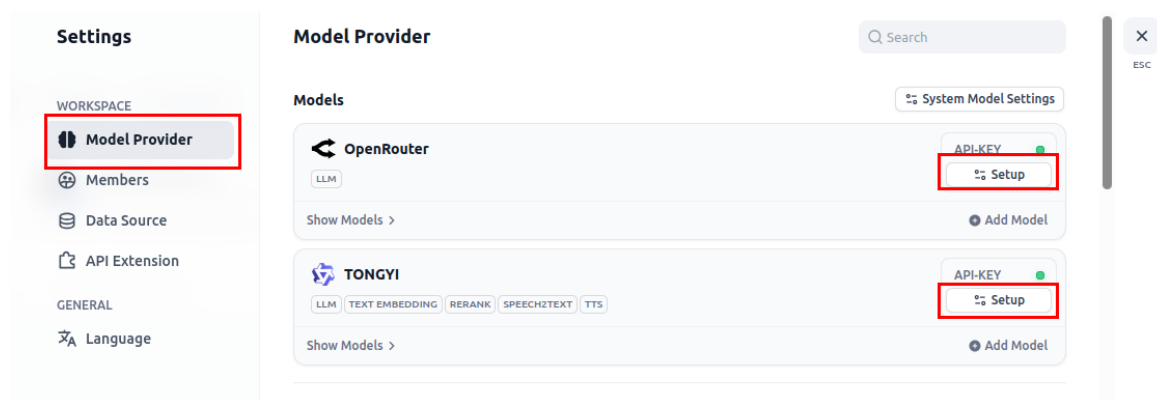 Settings
WORKSPACE
Model Provider
Members
Data Source
API Extension
GENERAL
Language
Model Provider
Search
Models
System Model Settings
OpenRouter
LLM
API-KEY
Setup
Show Models >
Add Model
TONGYI
LLM TEXT EMBEDDING RERANK SPEECH2TEXT TTS
API-KEY
Setup
Show Models >
Add Model
ESC